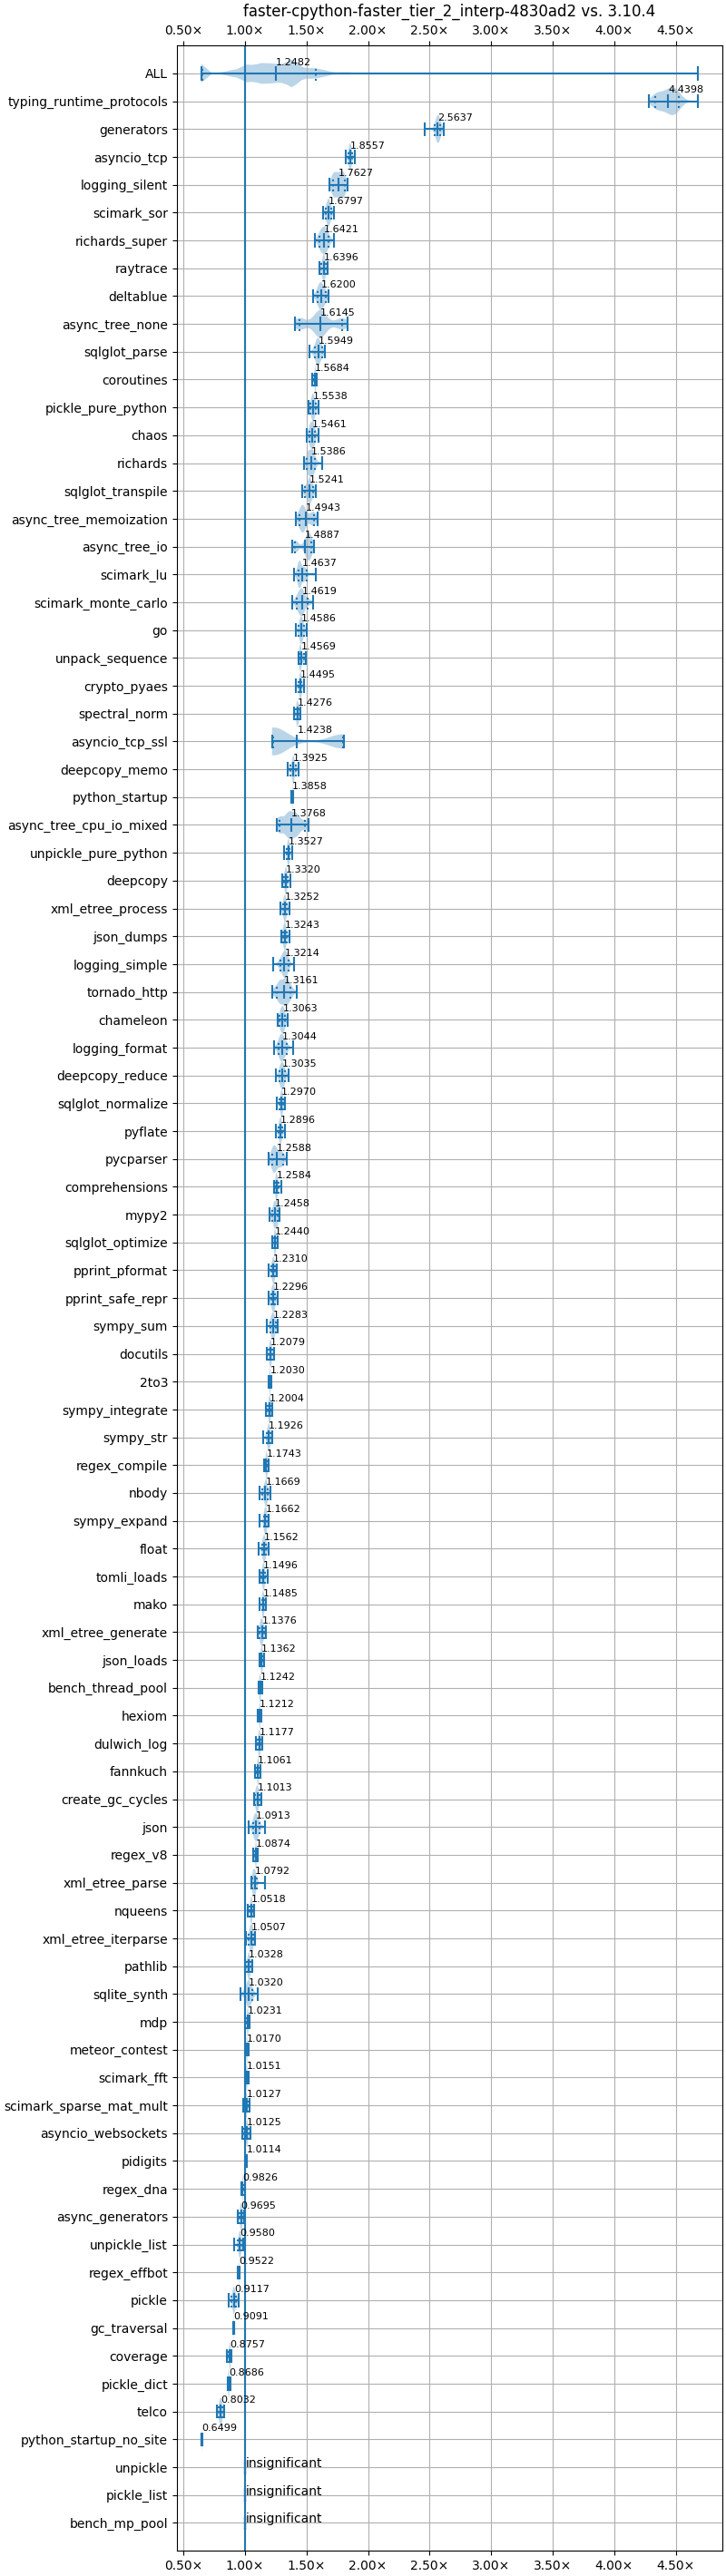 faster-cpython-faster_tier_2_interp-4830ad2 vs. 3.10.4
0.50× 1.00× 1.50× 2.00× 2.50× 3.00× 3.50× 4.00× 4.50×
ALL 1.2482
typing_runtime_protocols 4.4398
generators 2.5637
asyncio_tcp 1.8557
logging_silent 1.7627
scimark_sor 1.6797
richards_super 1.6421
raytrace 1.6396
deltablue 1.6200
async_tree_none 1.6145
sqlglot_parse 1.5949
coroutines 1.5684
pickle_pure_python 1.5538
chaos 1.5461
richards 1.5386
sqlglot_transpile 1.5241
async_tree_memoization 1.4943
async_tree_io 1.4887
scimark_lu 1.4637
scimark_monte_carlo 1.4619
go 1.4586
unpack_sequence 1.4569
crypto_pyaes 1.4495
spectral_norm 1.4276
asyncio_tcp_ssl 1.4238
deepcopy_memo 1.3925
python_startup 1.3858
async_tree_cpu_io_mixed 1.3768
unpickle_pure_python 1.3527
deepcopy 1.3320
xml_etree_process 1.3252
json_dumps 1.3243
logging_simple 1.3214
tornado_http 1.3161
chameleon 1.3063
logging_format 1.3044
deepcopy_reduce 1.3035
sqlglot_normalize 1.2970
pyflate 1.2896
pycparser 1.2588
comprehensions 1.2584
mypy2 1.2458
sqlglot_optimize 1.2440
pprint_pformat 1.2310
pprint_safe_repr 1.2296
sympy_sum 1.2283
docutils 1.2079
2to3 1.2030
sympy_integrate 1.2004
sympy_str 1.1926
regex_compile 1.1743
nbody 1.1669
sympy_expand 1.1662
float 1.1562
tomli_loads 1.1496
mako 1.1485
xml_etree_generate 1.1376
json_loads 1.1362
bench_thread_pool 1.1242
hexiom 1.1212
dulwich_log 1.1177
fannkuch 1.1061
create_gc_cycles 1.1013
json 1.0913
regex_v8 1.0874
xml_etree_parse 1.0792
nqueens 1.0518
xml_etree_iterparse 1.0507
pathlib 1.0328
sqlite_synth 1.0320
mdp 1.0231
meteor_contest 1.0170
scimark_fft 1.0151
scimark_sparse_mat_mult 1.0127
asyncio_websockets 1.0125
pidigits 1.0114
regex_dna 0.9826
async_generators 0.9695
unpickle_list 0.9580
regex_effbot 0.9522
pickle 0.9117
gc_traversal 0.9091
coverage 0.8757
pickle_dict 0.8686
telco 0.8032
python_startup_no_site 0.6499
unpickle insignificant
pickle_list insignificant
bench_mp_pool insignificant
0.50× 1.00× 1.50× 2.00× 2.50× 3.00× 3.50× 4.00× 4.50×